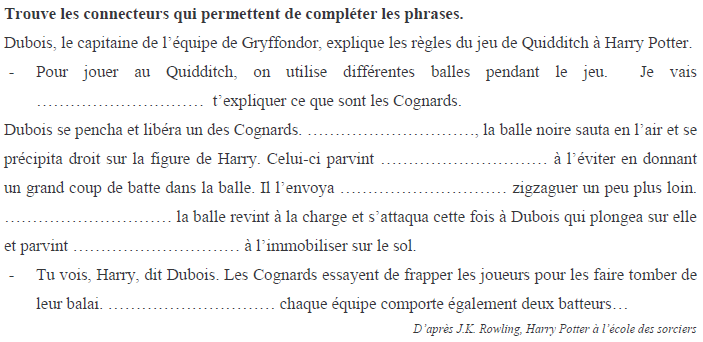 Trouve les connecteurs qui permettent de compléter les phrases.
Dubois, le capitaine de l'équipe de Gryffondor, explique les règles du jeu de Quidditch à Harry Potter.
- Pour jouer au Quidditch, on utilise différentes balles pendant le jeu. Je vais
………………………… t'expliquer ce que sont les Cognards.
Dubois se pencha et libéra un des Cognards. …………………………, la balle noire sauta en l'air et se
précipita droit sur la figure de Harry. Celui-ci parvint ………………………… à l'éviter en donnant
un grand coup de batte dans la balle. Il l'envoya ………………………… zigzaguer un peu plus loin.
………………………… la balle revint à la charge et s'attaqua cette fois à Dubois qui plongea sur elle
et parvint ………………………… à l'immobiliser sur le sol.
- Tu vois, Harry, dit Dubois. Les Cognards essayent de frapper les joueurs pour les faire tomber de
leur balai. ………………………… chaque équipe comporte également deux batteurs…
D'après J.K. Rowling, Harry Potter à l'école des sorciers